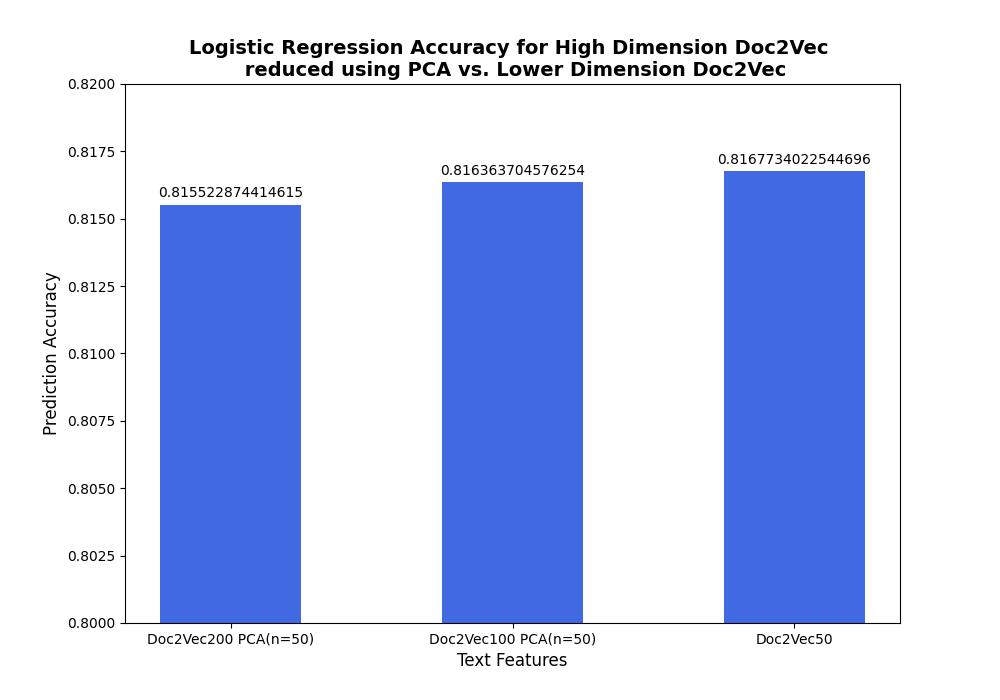 Logistic Regression Accuracy for High Dimension Doc2Vec
reduced using PCA vs. Lower Dimension Doc2Vec
0.8200
0.8175
0.8150
0.8125
0.8100
0.8075
0.8050
0.8025
0.8000
Prediction Accuracy
0.815522874414615
0.816363704576254
0.8167734022544696
Doc2Vec200 PCA(n=50)
Doc2Vec100 PCA(n=50)
Doc2Vec50
Text Features